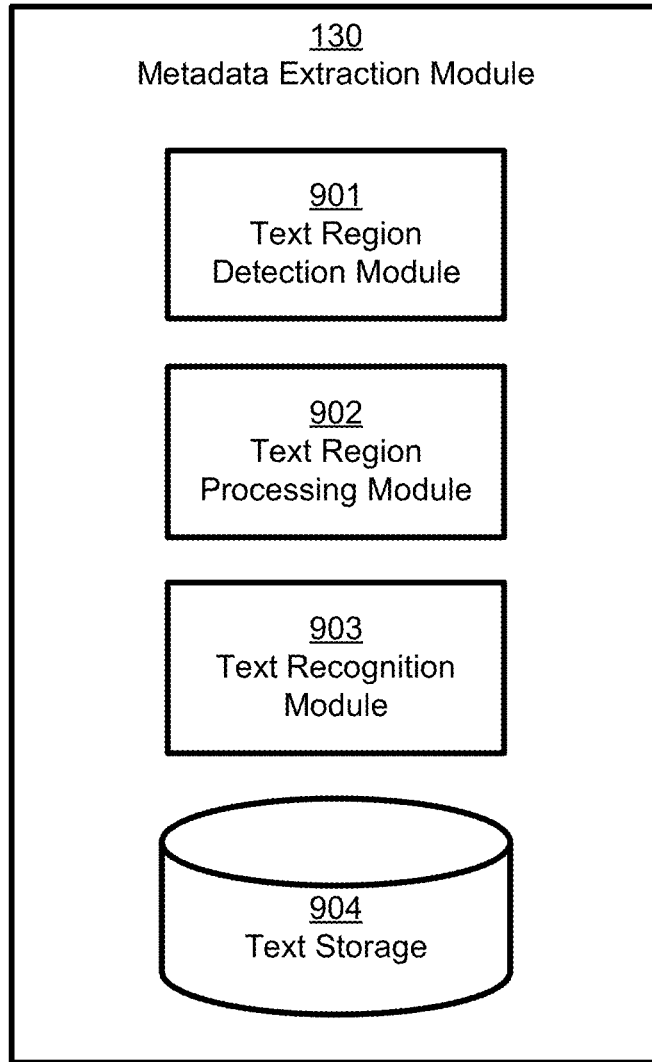 130
Metadata Extraction Module
901
Text Region
Detection Module
902
Text Region
Processing Module
903
Text Recognition
Module
904
Text Storage